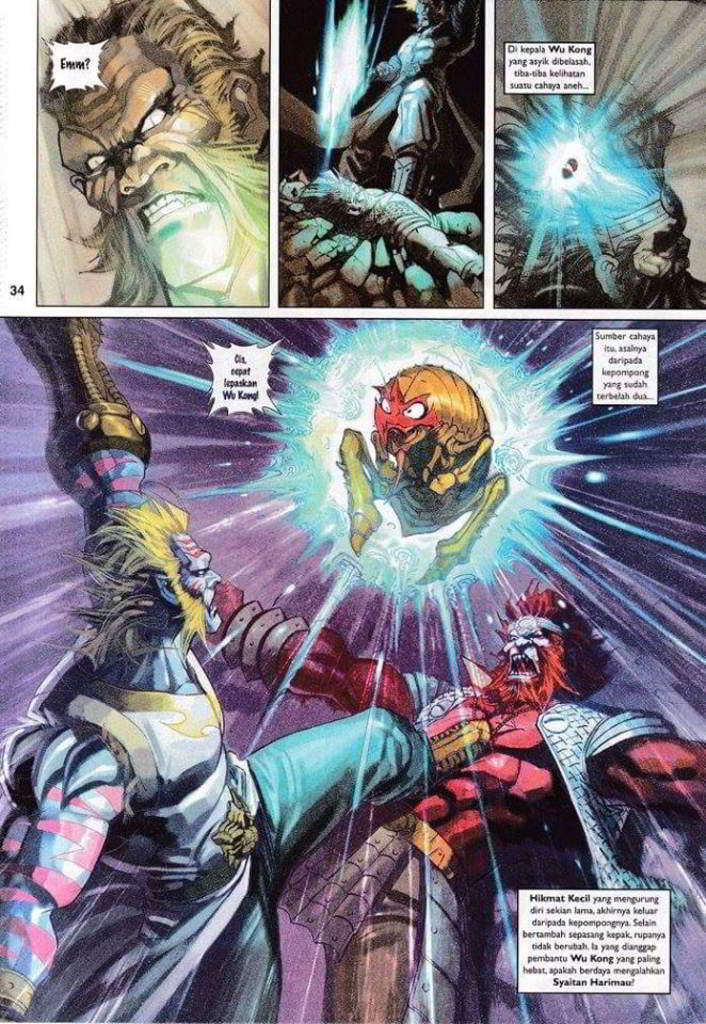 Emm?
Di kepala Wu Kong
yang asyik dibelasah,
tiba-tiba kelihatan
suatu cahaya aneh...
34
Cis,
cepat
lepaskan
Wu Kong!
Sumber cahaya
itu, asalnya
daripada
kepompong
yang sudah
terbelah dua...
Hikmat Kecil yang mengurung
diri sekian lama, akhirnya keluar
daripada kepompongnya. Selain
bertambah sepasang kepak, rupanya
tidak berubah. Ia yang dianggap
pembantu Wu Kong yang paling
hebat, apakah berdaya mengalahkan
Syaitan Harimau?